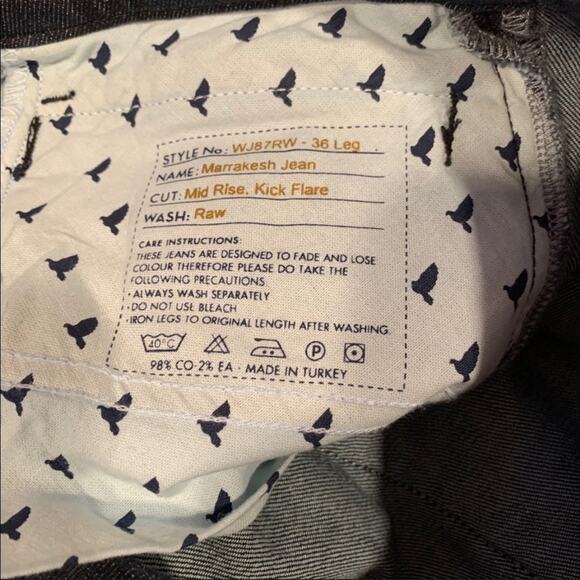 STYLE No: WJ87RW - 36 Leg
NAME: Marrakesh Jean
CUT: Mid Rise, Kick Flare
WASH: Raw
CARE INSTRUCTIONS:
THESE JEANS ARE DESIGNED TO FADE AND LOSE
COLOUR THEREFORE PLEASE DO TAKE THE
FOLLOWING PRECAUTIONS
• ALWAYS WASH SEPARATELY
• DO NOT USE BLEACH
• IRON LEGS TO ORIGINAL LENGTH AFTER WASHING.
40°C P
98% CO · 2% EA · MADE IN TURKEY